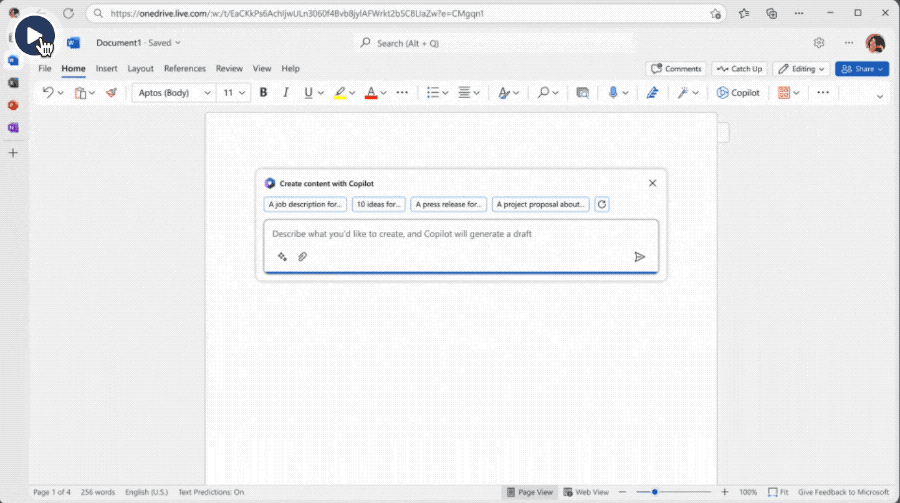 https://onedrive.live.com/:w:/t/EaCKkPs6AchIjwULn3060f4Bvb8jylAFWrkt2bSC8LIaZw?e=CMgqn1
Document1 · Saved
Search (Alt + Q)
File Home Insert Layout References Review View Help
Comments Catch Up Editing Share
Aptos (Body) 11 B I U A Copilot
Create content with Copilot
A job description for... 10 ideas for... A press release for... A project proposal about...
Describe what you'd like to create, and Copilot will generate a draft
Page 1 of 4 256 words English (U.S.) Text Predictions: On Page View Web View 100% Fit Give Feedback to Microsoft